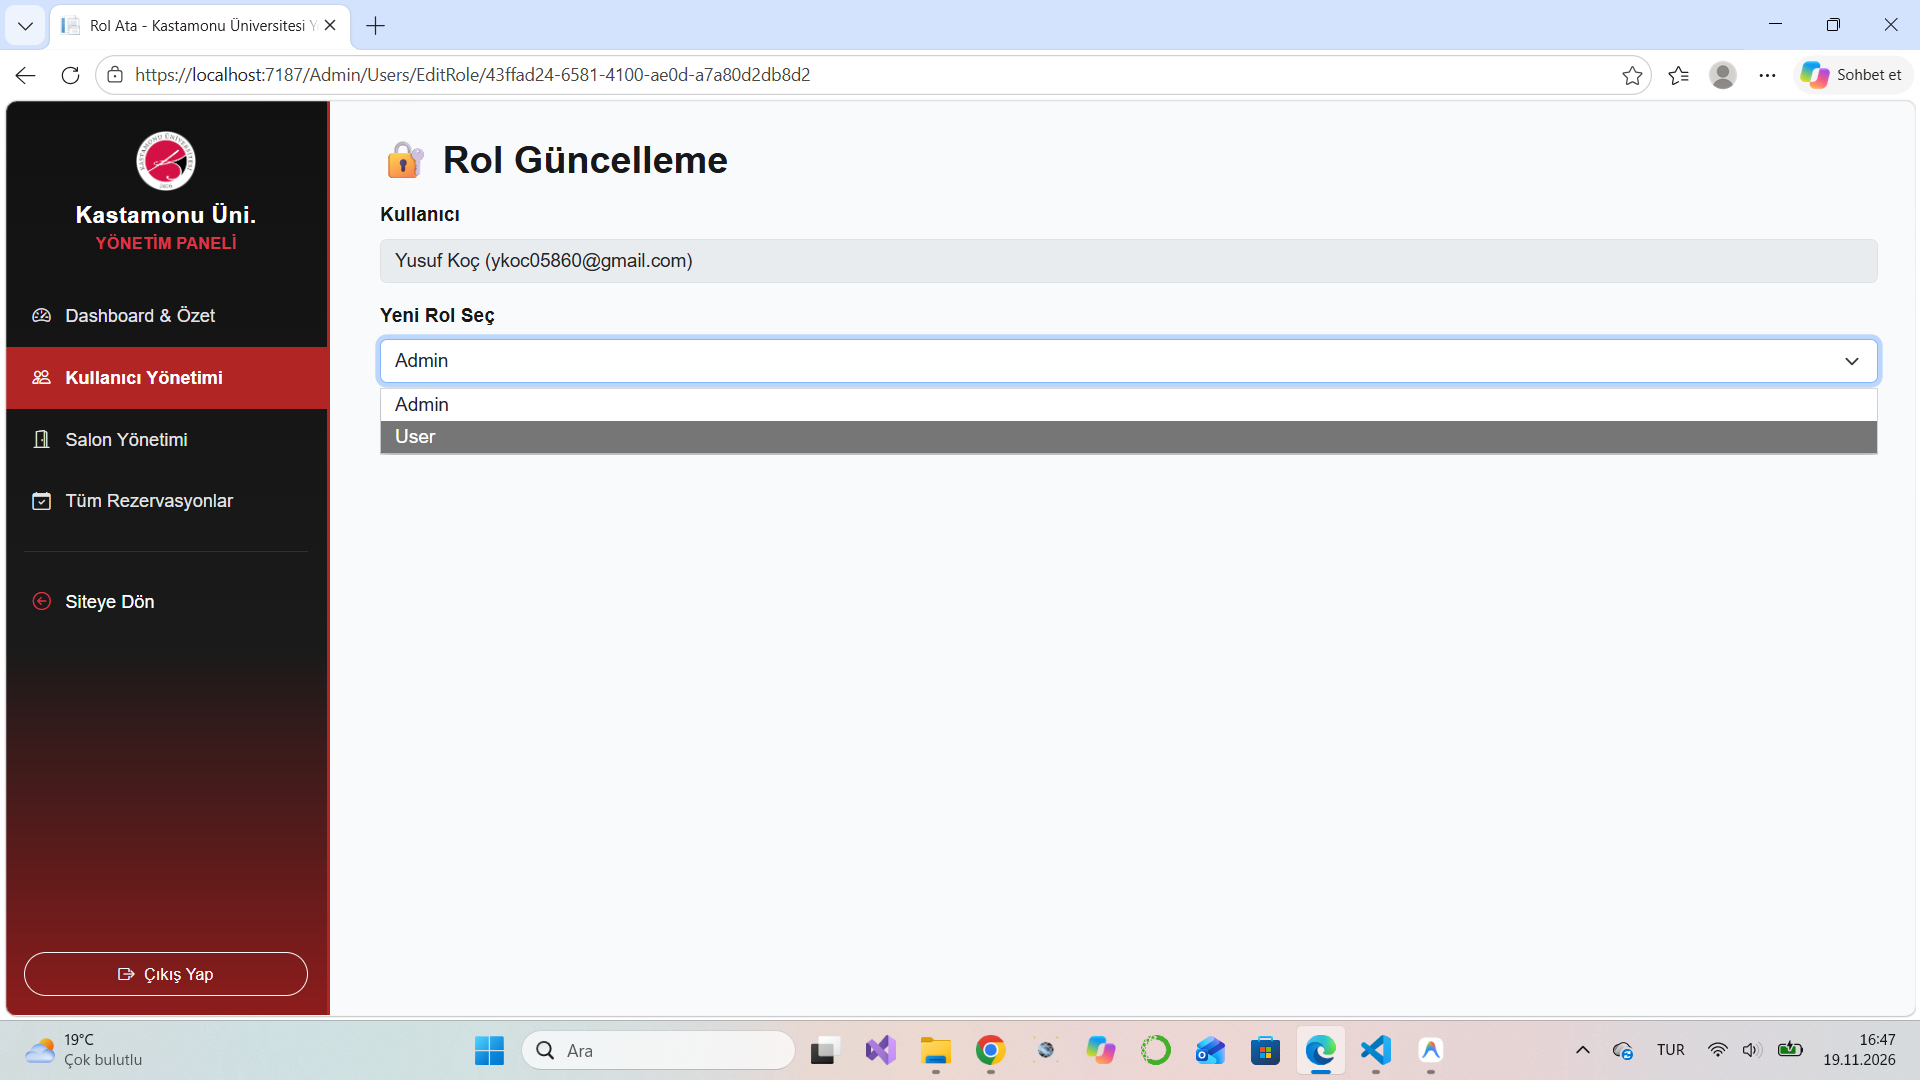 Rol Ata - Kastamonu Üniversitesi Y
https://localhost:7187/Admin/Users/EditRole/43ffad24-6581-4100-ae0d-a7a80d2db8d2
Sohbet et
Kastamonu Üni.
YÖNETİM PANELİ
Dashboard & Özet
Kullanıcı Yönetimi
Salon Yönetimi
Tüm Rezervasyonlar
Siteye Dön
Çıkış Yap
Rol Güncelleme
Kullanıcı
Yusuf Koç (ykoc05860@gmail.com)
Yeni Rol Seç
Admin
Admin
User
19°C
Çok bulutlu
Ara
TUR
16:47
19.11.2026